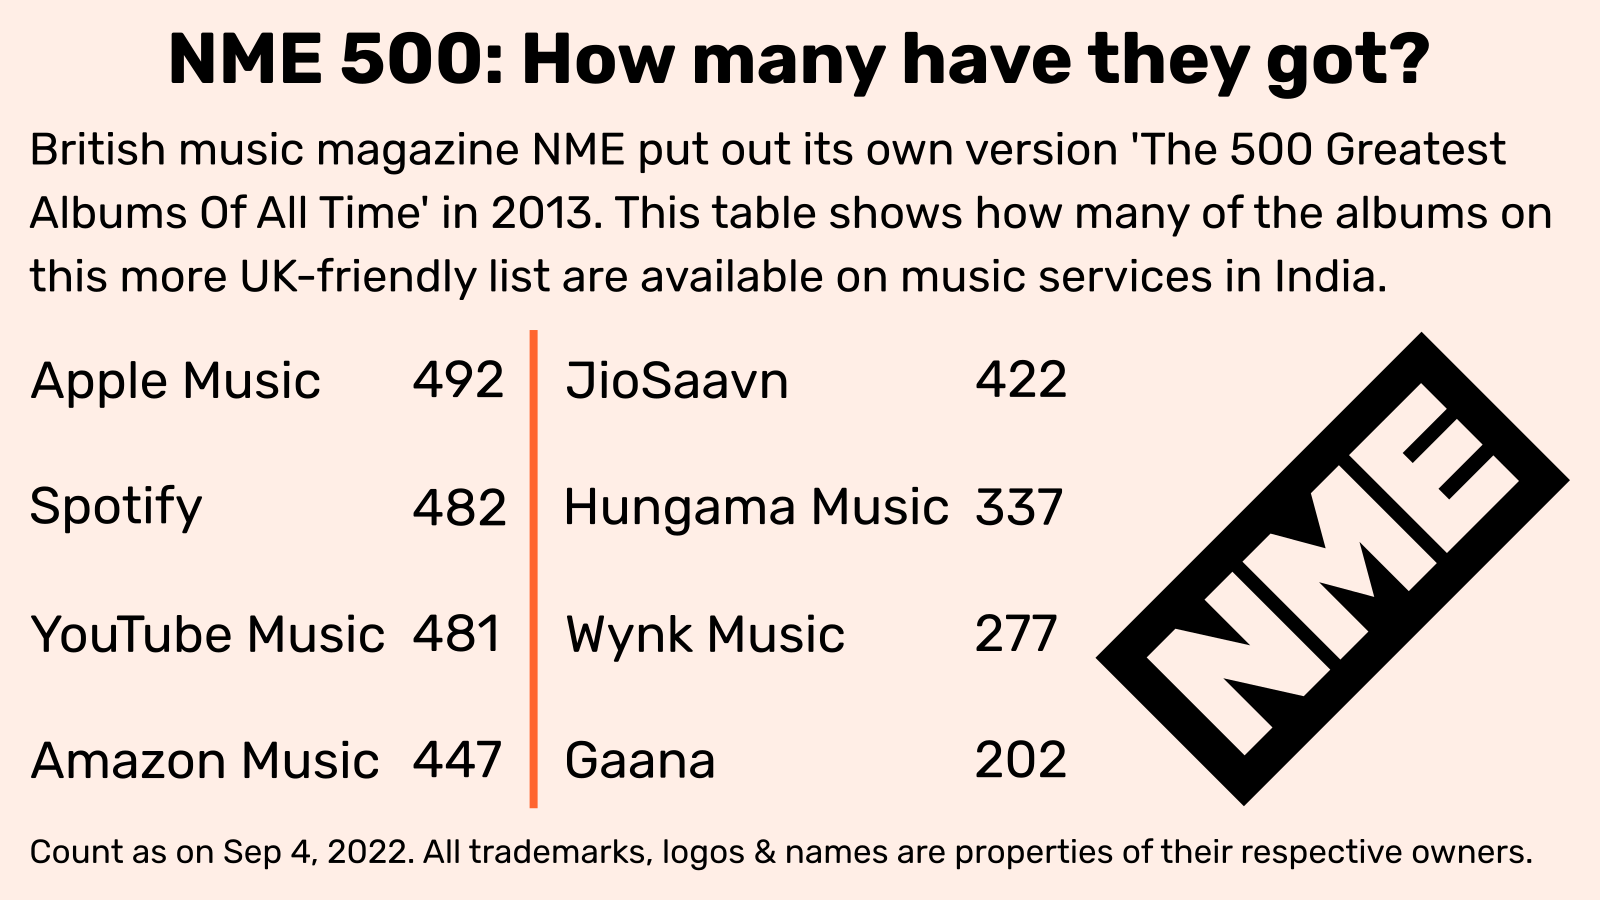 NME 500: How many have they got?
British music magazine NME put out its own version 'The 500 Greatest
Albums Of All Time' in 2013. This table shows how many of the albums on
this more UK-friendly list are available on music services in India.
Apple Music 492
Spotify 482
YouTube Music 481
Amazon Music 447
JioSaavn 422
Hungama Music 337
Wynk Music 277
Gaana 202
NME
Count as on Sep 4, 2022. All trademarks, logos & names are properties of their respective owners.